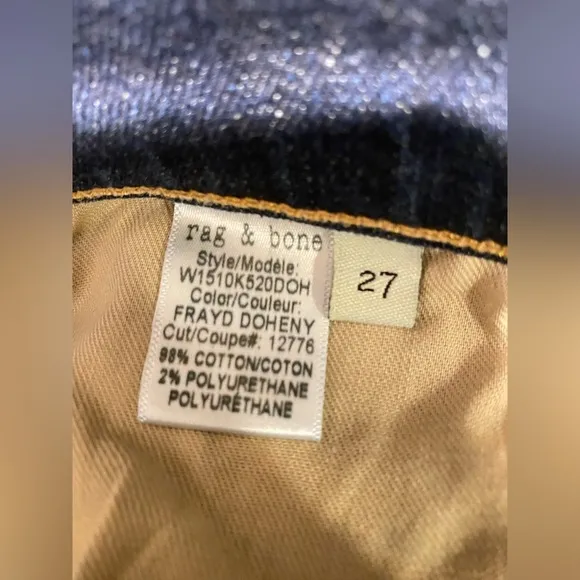 rag & bone
Style/Modèle:
W1510K520DOH
Color/Couleur:
FRAYD DOHENY
Cut/Coupe#: 12776
98% COTTON/COTON
2% POLYURETHANE
POLYURÉTHANE
27